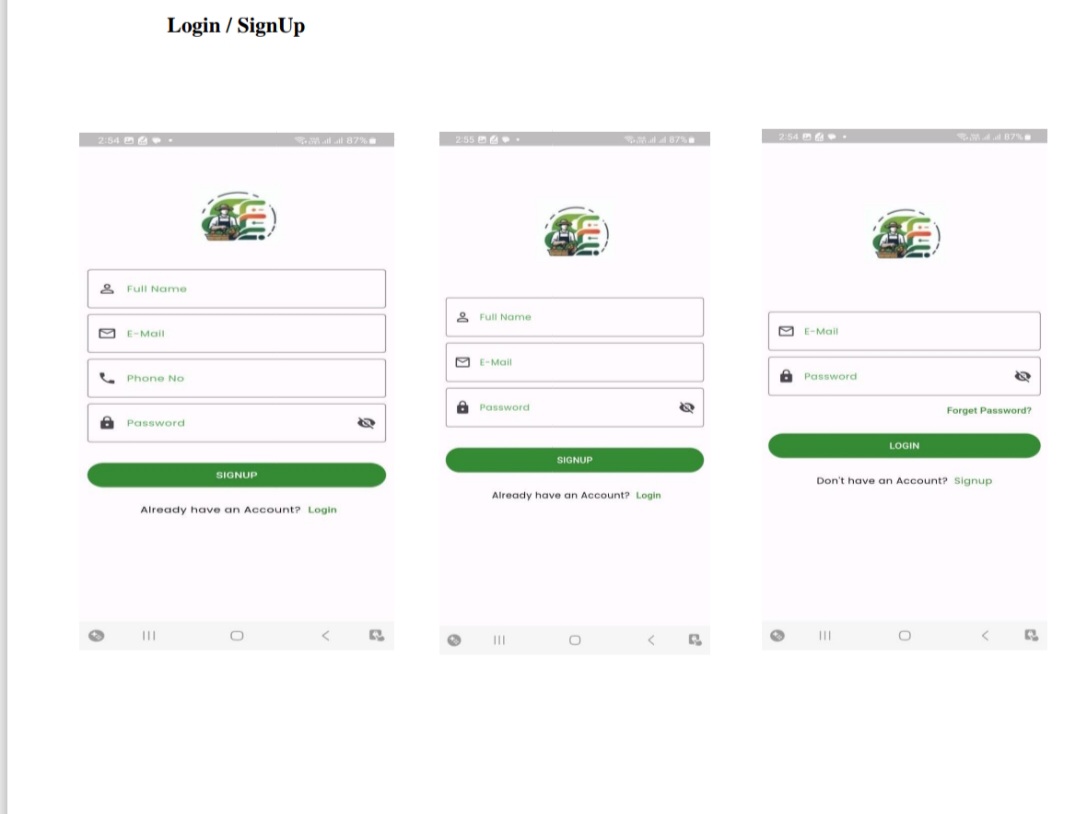 Login / SignUp
2:54
87%
Full Name
E-Mail
Phone No
Password
SIGNUP
Already have an Account? Login
2:55
87%
Full Name
E-Mail
Password
SIGNUP
Already have an Account? Login
2:54
87%
E-Mail
Password
Forget Password?
LOGIN
Don't have an Account? Signup